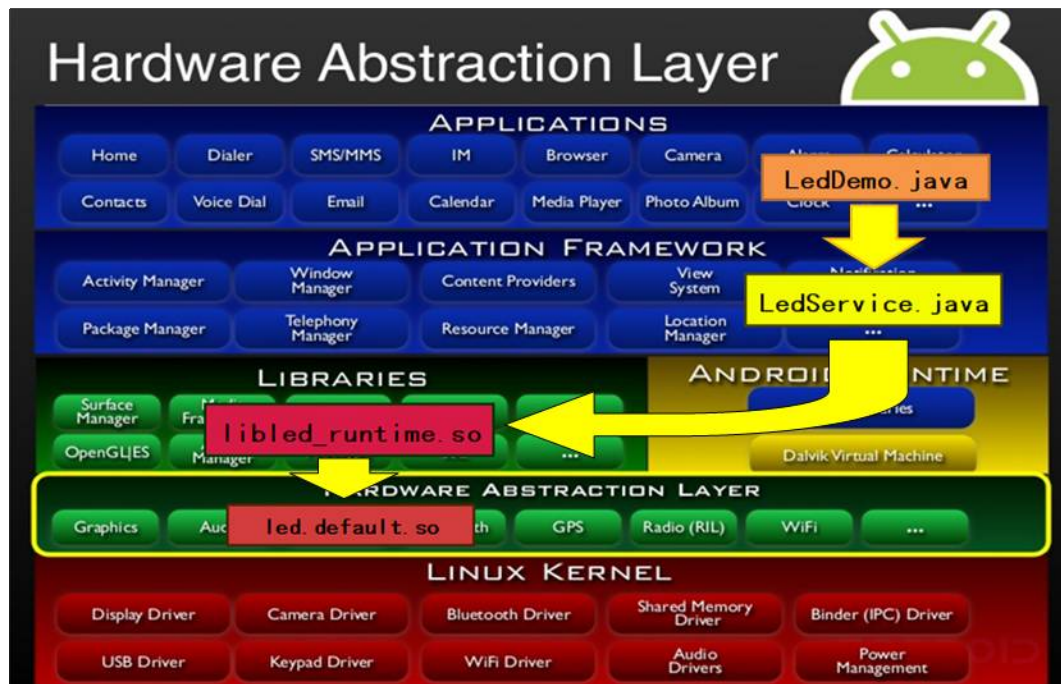 Hardware Abstraction Layer
APPLICATIONS
Home Dialer SMS/MMS IM Browser Camera
LedDemo.java
Contacts Voice Dial Email Calendar Media Player Photo Album Clock ...
APPLICATION FRAMEWORK
Activity Manager Window Manager Content Providers View System
LedService.java
Package Manager Telephony Manager Resource Manager Location Manager ...
LIBRARIES
ANDROID RUNTIME
Surface Manager
libled_runtime.so
OpenGL|ES Manager ...
Dalvik Virtual Machine
HARDWARE ABSTRACTION LAYER
Graphics led.default.so GPS Radio (RIL) WiFi ...
LINUX KERNEL
Display Driver Camera Driver Bluetooth Driver Shared Memory Driver Binder (IPC) Driver
USB Driver Keypad Driver WiFi Driver Audio Drivers Power Management